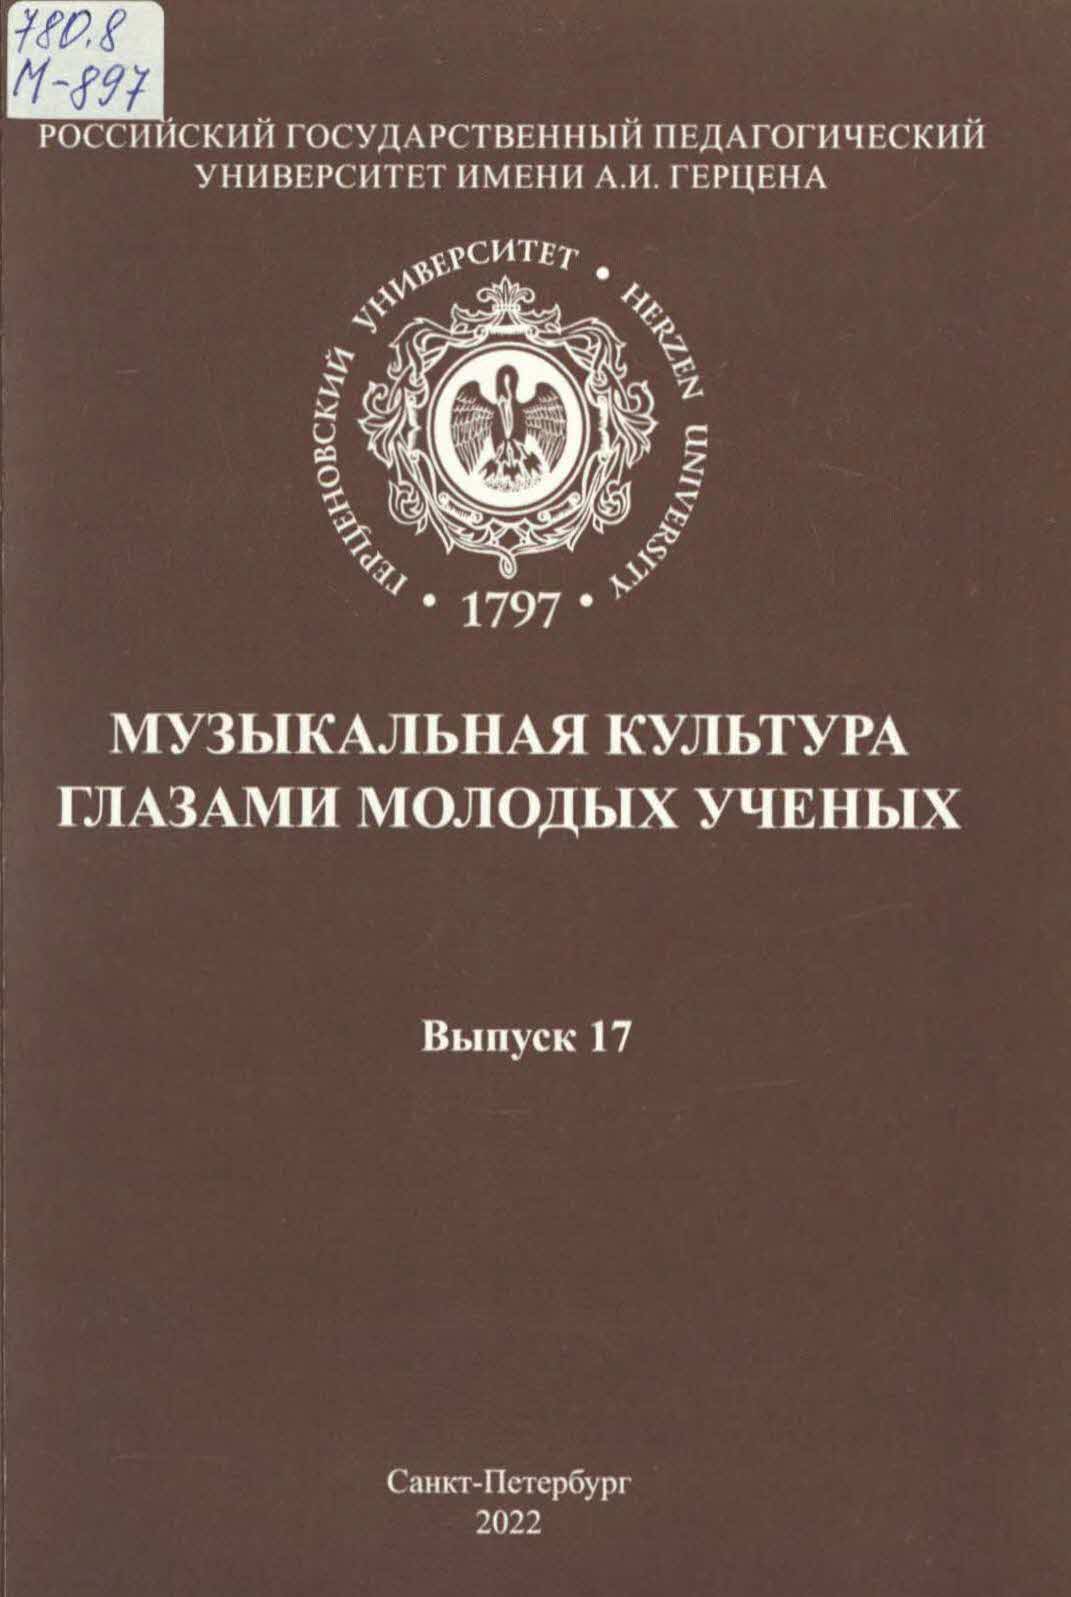 780.8
М-897
РОССИЙСКИЙ ГОСУДАРСТВЕННЫЙ ПЕДАГОГИЧЕСКИЙ
УНИВЕРСИТЕТ ИМЕНИ А.И. ГЕРЦЕНА
ГЕРЦЕНОВСКИЙ УНИВЕРСИТЕТ • HERZEN UNIVERSITY
• 1797 •
МУЗЫКАЛЬНАЯ КУЛЬТУРА
ГЛАЗАМИ МОЛОДЫХ УЧЕНЫХ
Выпуск 17
Санкт-Петербург
2022